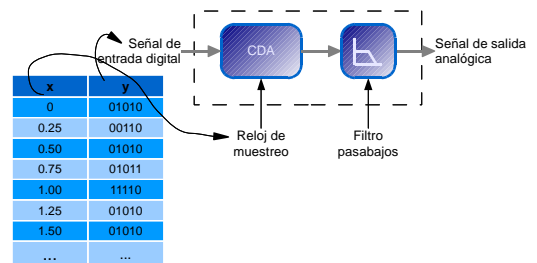 Señal de
entrada digital
CDA
Señal de salida
analógica
Reloj de
muestreo
Filtro
pasabajos
x y
0 01010
0.25 00110
0.50 01010
0.75 01011
1.00 11110
1.25 01010
1.50 01010
... ...